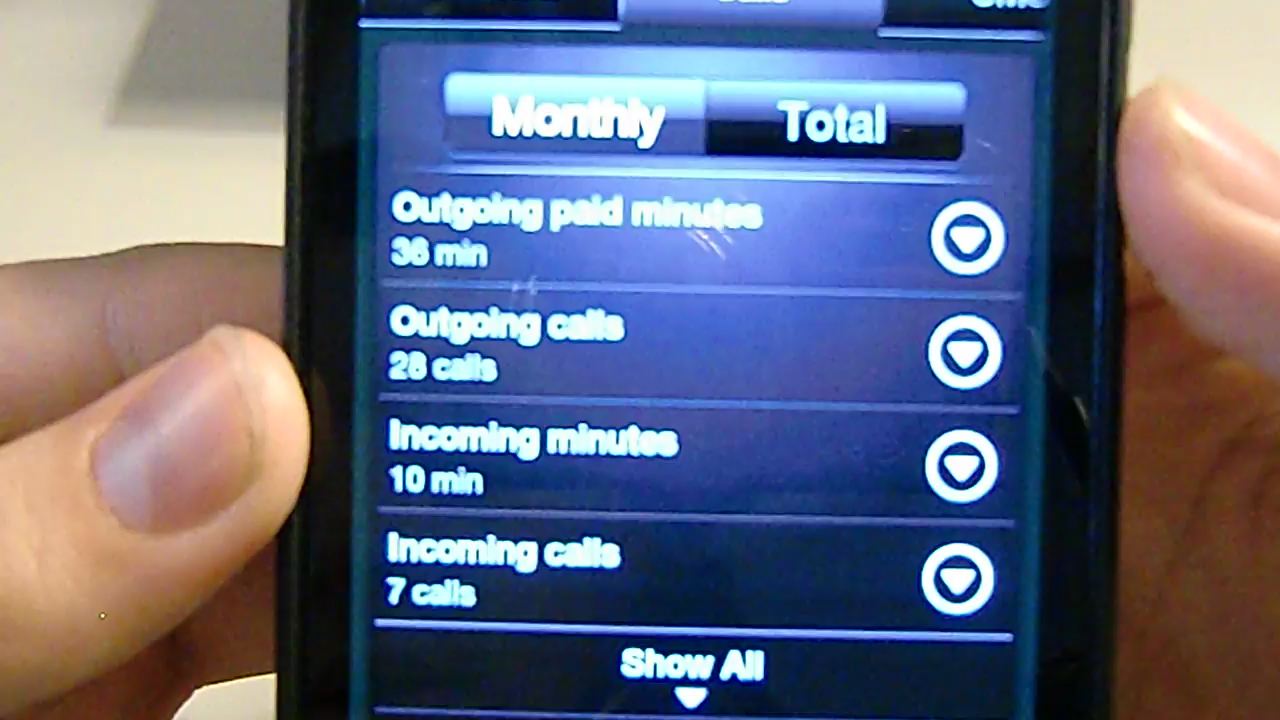 Monthly Total
Outgoing paid minutes
36 min
Outgoing calls
28 calls
Incoming minutes
10 min
Incoming calls
7 calls
Show All